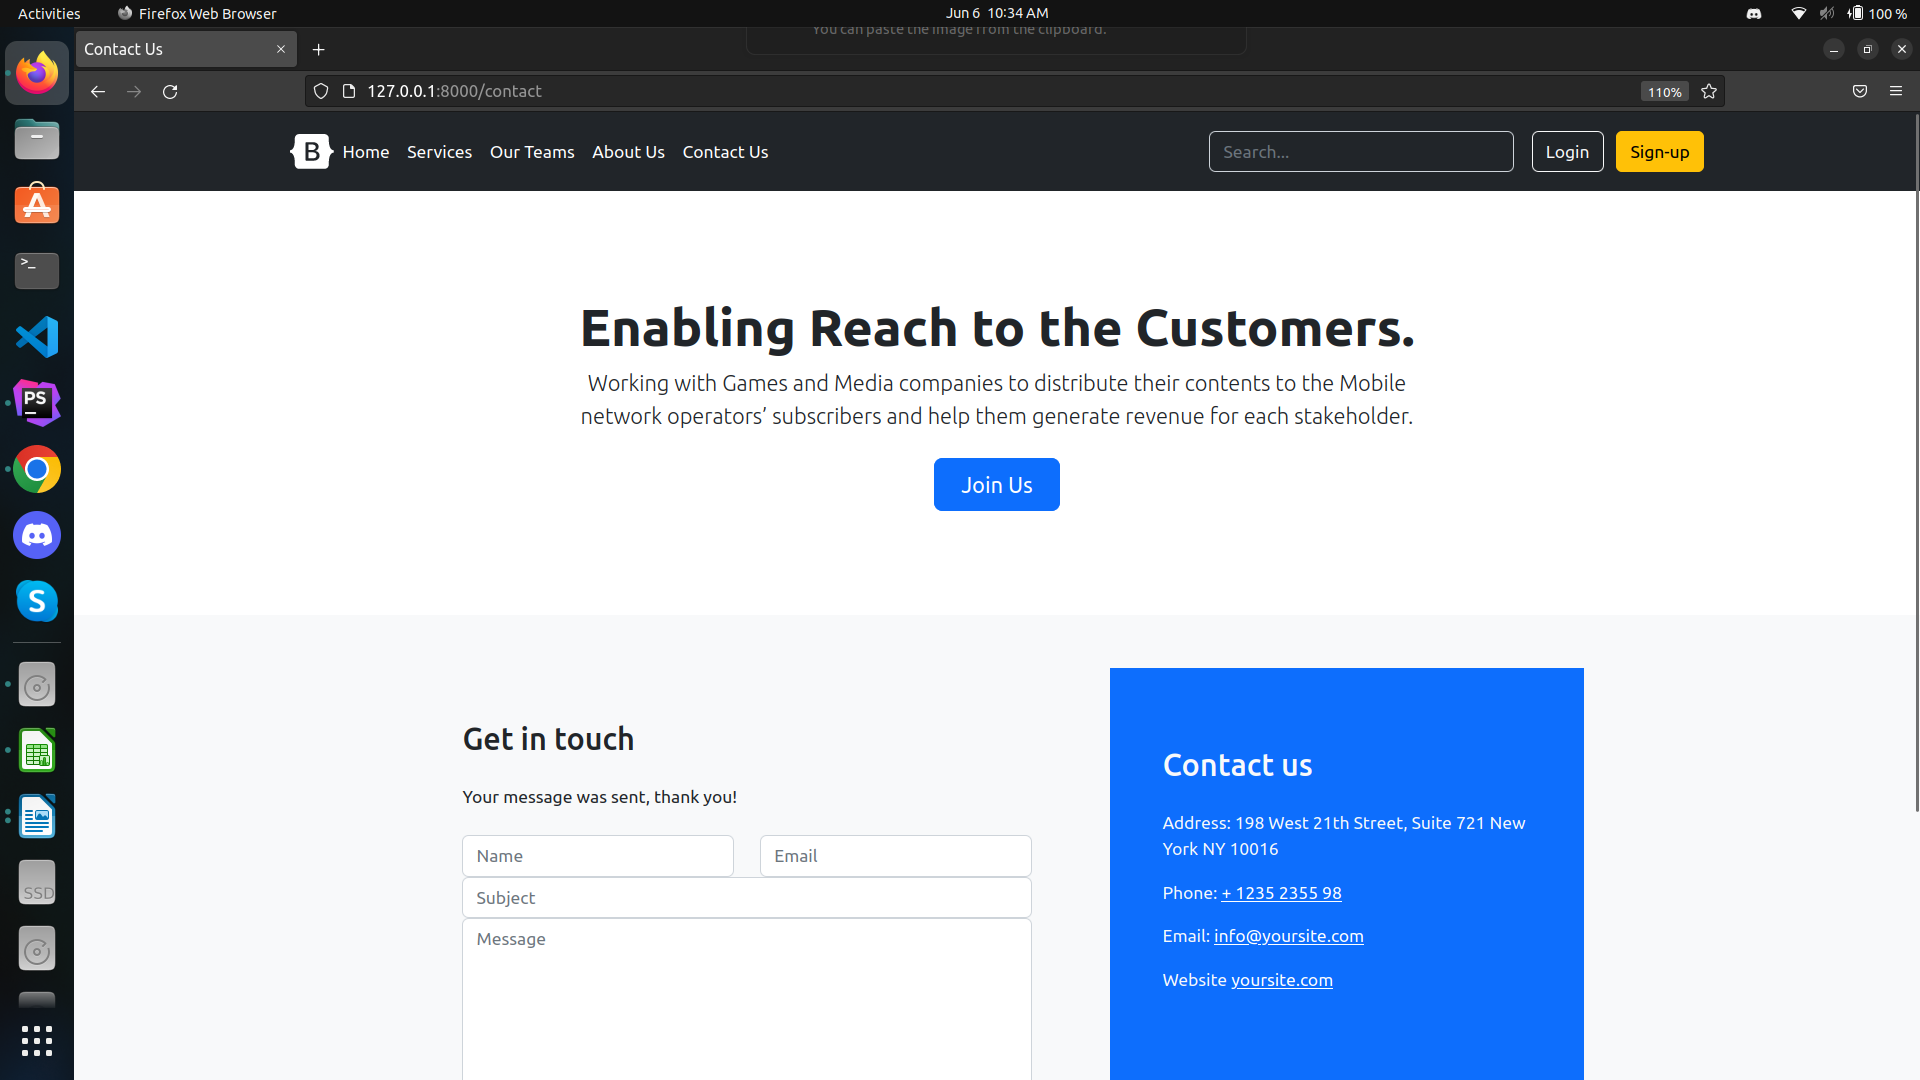 Activities
Firefox Web Browser
Jun 6 10:34 AM
100 %
Contact Us
You can paste the image from the clipboard.
127.0.0.1:8000/contact
110%
B
Home
Services
Our Teams
About Us
Contact Us
Search...
Login
Sign-up
>_
PS
S
SSD
Enabling Reach to the Customers.
Working with Games and Media companies to distribute their contents to the Mobile
network operators’ subscribers and help them generate revenue for each stakeholder.
Join Us
Get in touch
Your message was sent, thank you!
Name
Email
Subject
Message
Contact us
Address: 198 West 21th Street, Suite 721 New
York NY 10016
Phone: + 1235 2355 98
Email: info@yoursite.com
Website yoursite.com